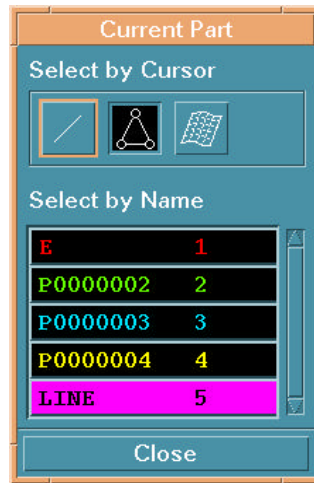 Current Part
Select by Cursor
Select by Name
E 1
P0000002 2
P0000003 3
P0000004 4
LINE 5
Close